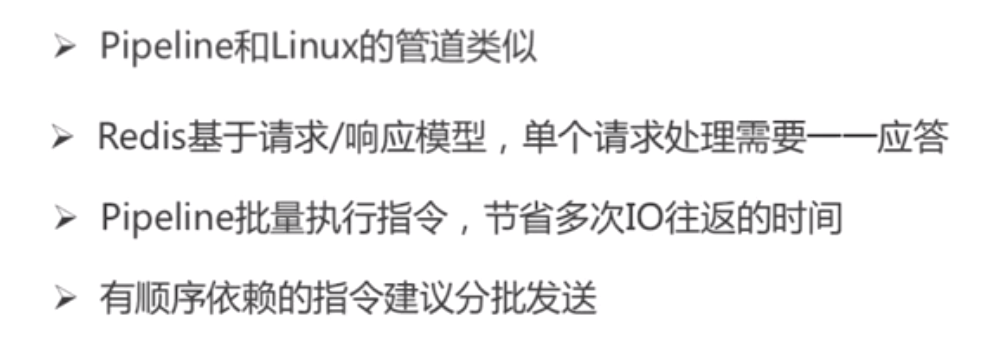 ➢ Pipeline和Linux的管道类似
➢ Redis基于请求/响应模型，单个请求处理需要一一应答
➢ Pipeline批量执行指令，节省多次IO往返的时间
➢ 有顺序依赖的指令建议分批发送